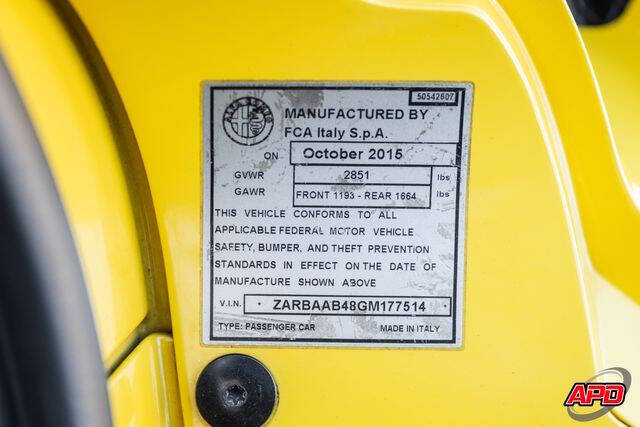 50542607
ALFA ROMEO
MANUFACTURED BY
FCA Italy S.p.A.
ON October 2015
GVWR 2851 lbs
GAWR FRONT 1193 - REAR 1664 lbs
THIS VEHICLE CONFORMS TO ALL
APPLICABLE FEDERAL MOTOR VEHICLE
SAFETY, BUMPER, AND THEFT PREVENTION
STANDARDS IN EFFECT ON THE DATE OF
MANUFACTURE SHOWN ABOVE
V.I.N. · ZARBAAB48GM177514 ·
TYPE: PASSENGER CAR MADE IN ITALY
APD